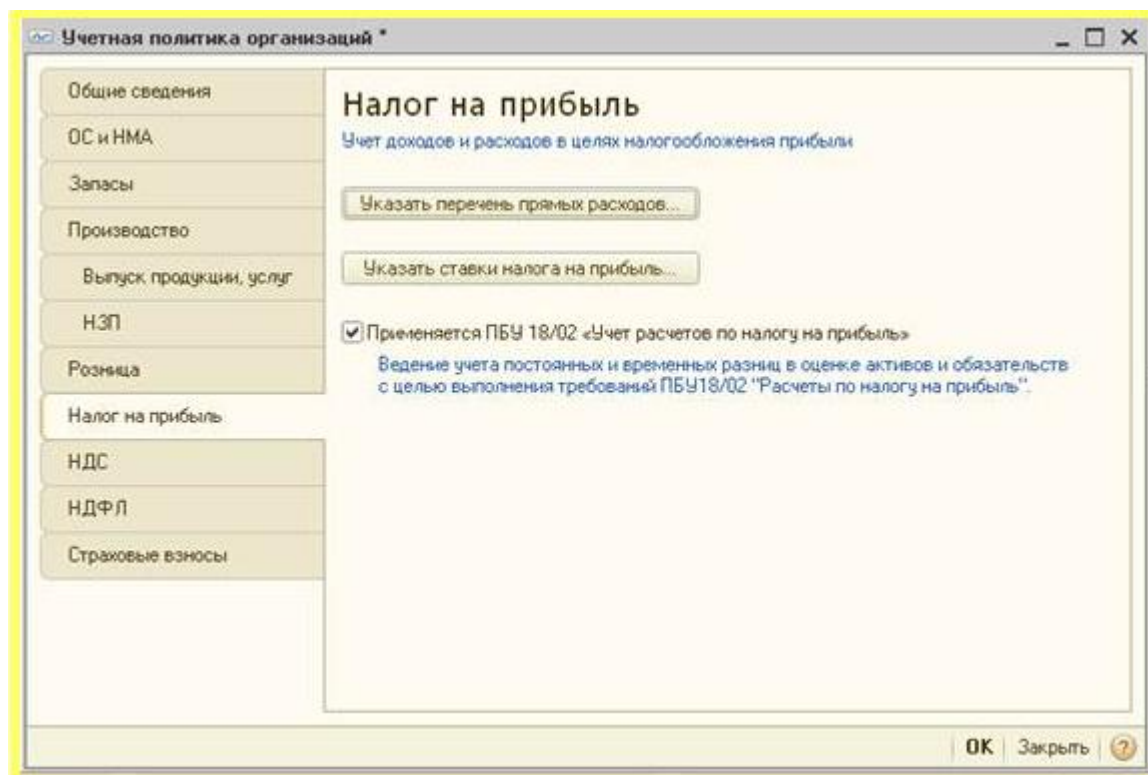 Учетная политика организаций *
Общие сведения
ОС и НМА
Запасы
Производство
Выпуск продукции, услуг
НЗП
Розница
Налог на прибыль
НДС
НДФЛ
Страховые взносы
Налог на прибыль
Учет доходов и расходов в целях налогообложения прибыли
Указать перечень прямых расходов...
Указать ставки налога на прибыль...
Применяется ПБУ 18/02 «Учет расчетов по налогу на прибыль»
Ведение учета постоянных и временных разниц в оценке активов и обязательств
с целью выполнения требований ПБУ18/02 "Расчеты по налогу на прибыль".
OK Закрыть ?